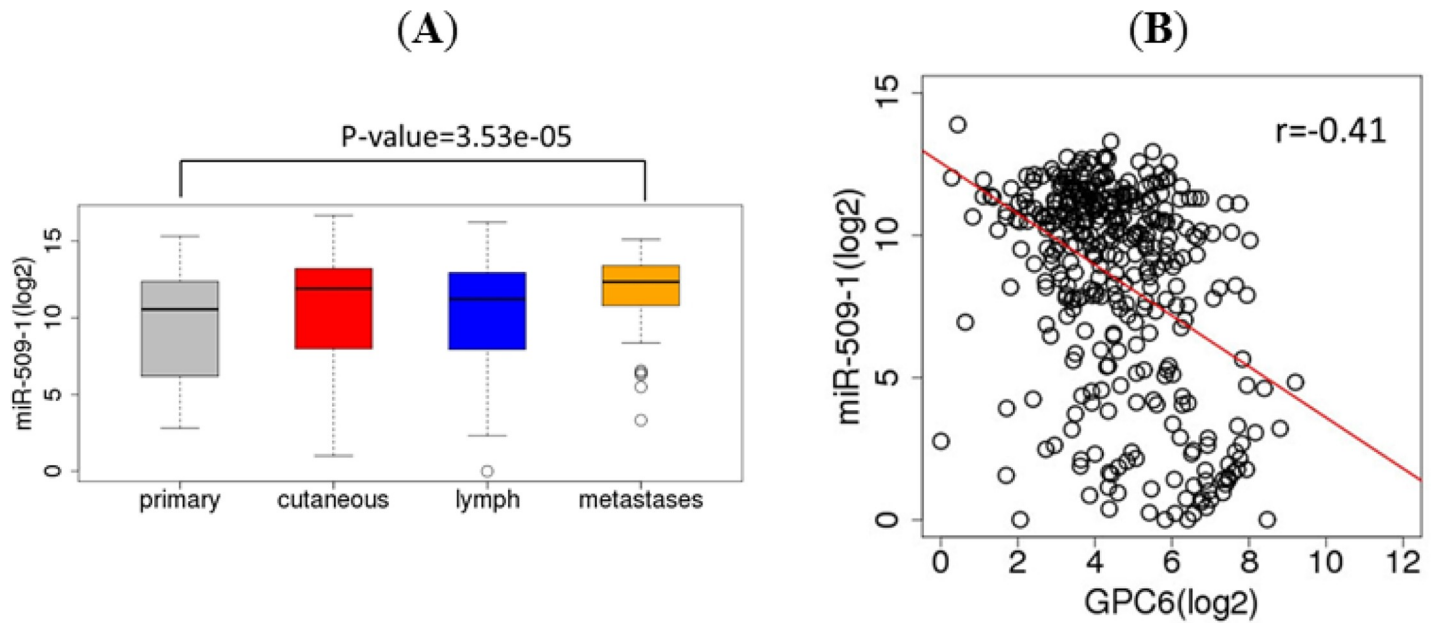 (A)
P-value=3.53e-05
miR-509-1(log2)
15
10
5
0
primary cutaneous lymph metastases
(B)
r=-0.41
miR-509-1(log2)
15
10
5
0
0 2 4 6 8 10 12
GPC6(log2)